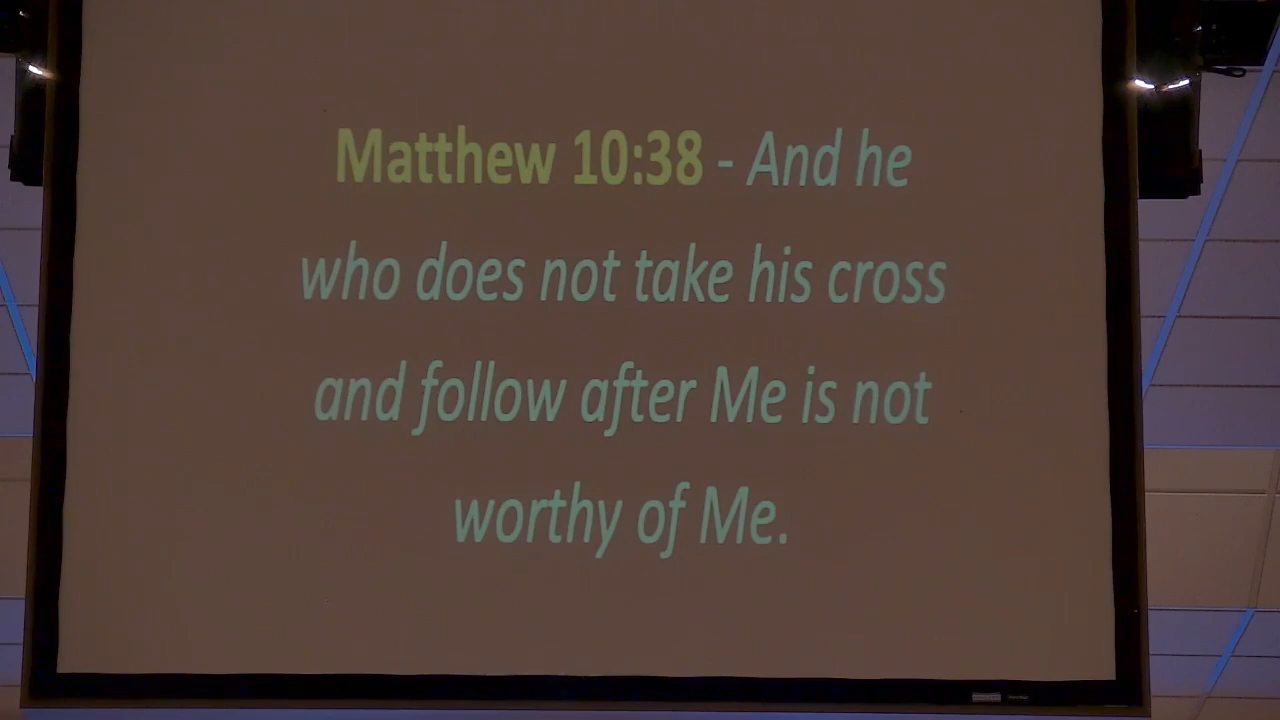 Matthew 10:38 - And he
who does not take his cross
and follow after Me is not
worthy of Me.